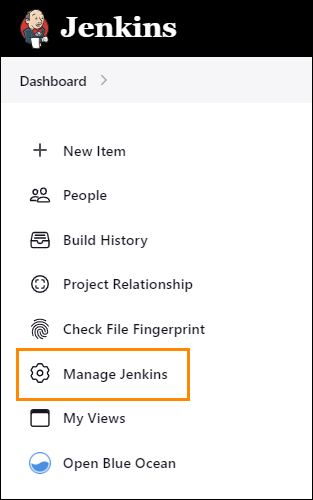 Jenkins
Dashboard
New Item
People
Build History
Project Relationship
Check File Fingerprint
Manage Jenkins
My Views
Open Blue Ocean